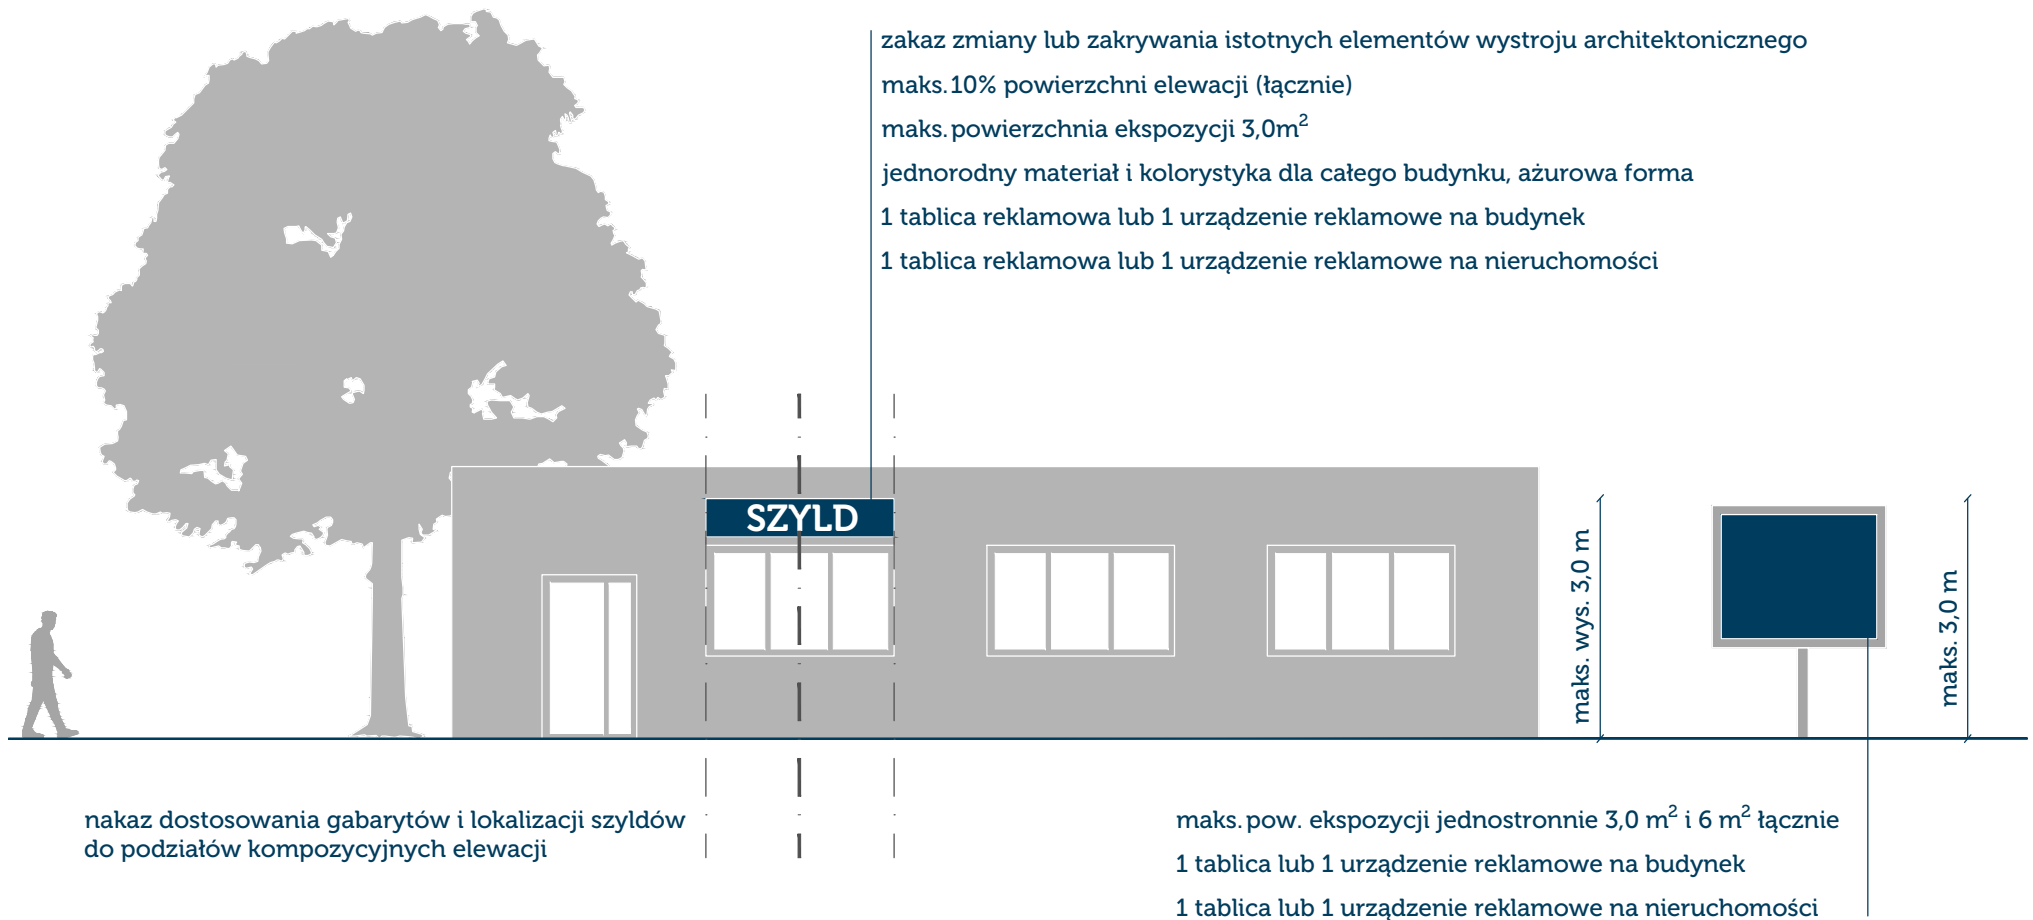 zakaz zmiany lub zakrywania istotnych elementów wystroju architektonicznego
maks.10% powierzchni elewacji (łącznie)
maks.powierzchnia ekspozycji 3,0m²
jednorodny materiał i kolorystyka dla całego budynku, ażurowa forma
1 tablica reklamowa lub 1 urządzenie reklamowe na budynek
1 tablica reklamowa lub 1 urządzenie reklamowe na nieruchomości
SZYLD
maks. wys. 3,0 m
maks. 3,0 m
nakaz dostosowania gabarytów i lokalizacji szyldów
do podziałów kompozycyjnych elewacji
maks.pow. ekspozycji jednostronnie 3,0 m² i 6 m² łącznie
1 tablica lub 1 urządzenie reklamowe na budynek
1 tablica lub 1 urządzenie reklamowe na nieruchomości